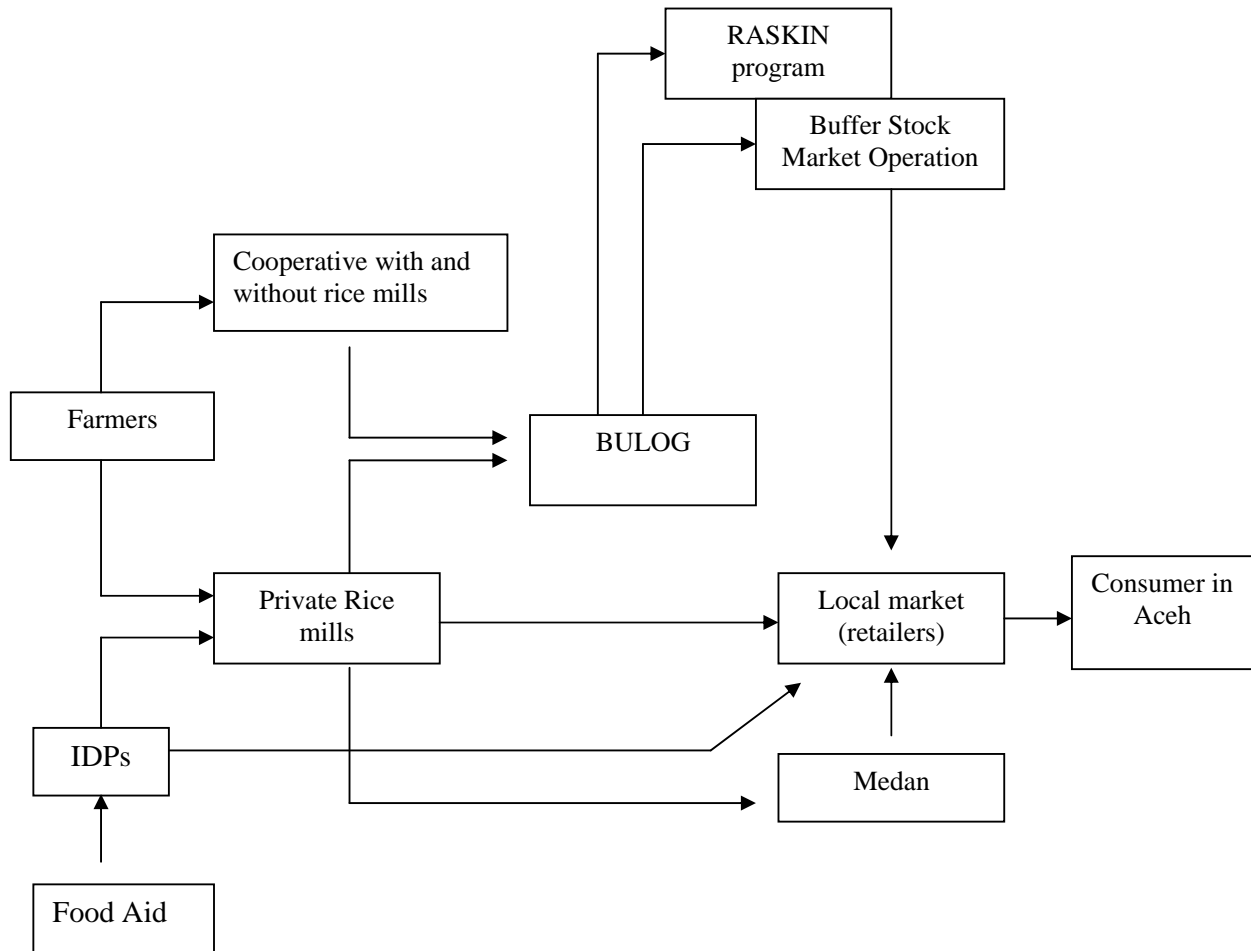 RASKIN
program
Buffer Stock
Market Operation
Cooperative with and
without rice mills
Farmers
BULOG
Private Rice
mills
Local market
(retailers)
Consumer in
Aceh
IDPs
Medan
Food Aid